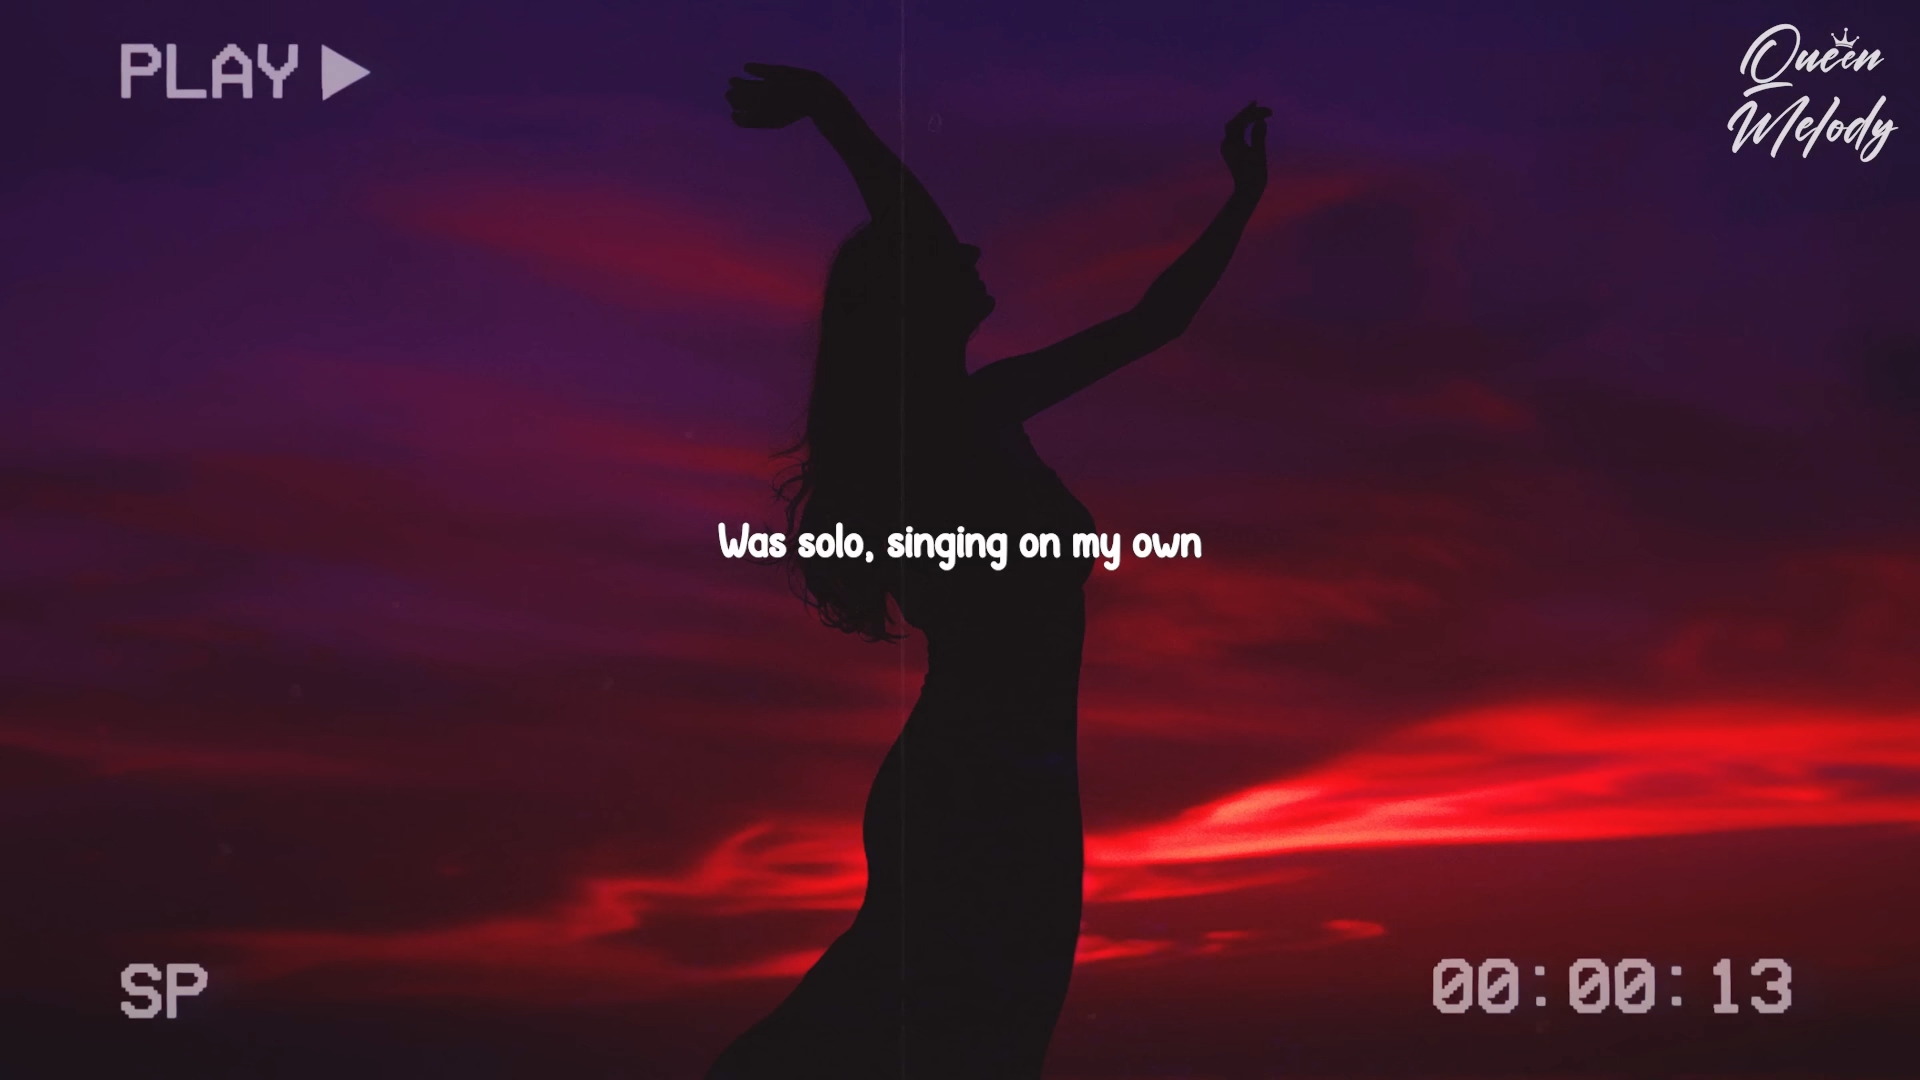 PLAY
Queen
Melody
Was solo, singing on my own
SP
00:00:13